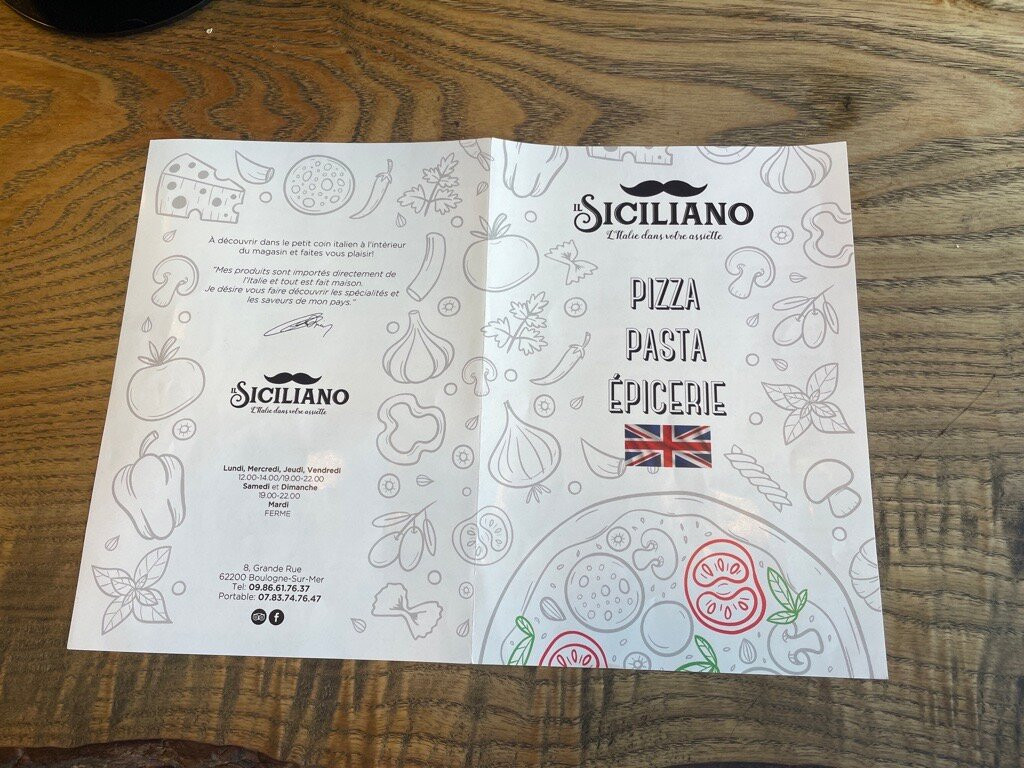 À découvrir dans le petit coin italien à l'intérieur
du magasin et faites vous plaisir!
"Mes produits sont importés directement de
l'Italie et tout est fait maison.
Je désire vous faire découvrir les spécialités et
les saveurs de mon pays."
IL SICILIANO
L'Italie dans votre assiette
Lundi, Mercredi, Jeudi, Vendredi
12.00-14.00/19.00-22.00
Samedi et Dimanche
19.00-22.00
Mardi
FERME
8, Grande Rue
62200 Boulogne-Sur-Mer
Tel: 09.86.61.76.37
Portable: 07.83.74.76.47
IL SICILIANO
L'Italie dans votre assiette
PIZZA
PASTA
ÉPICERIE